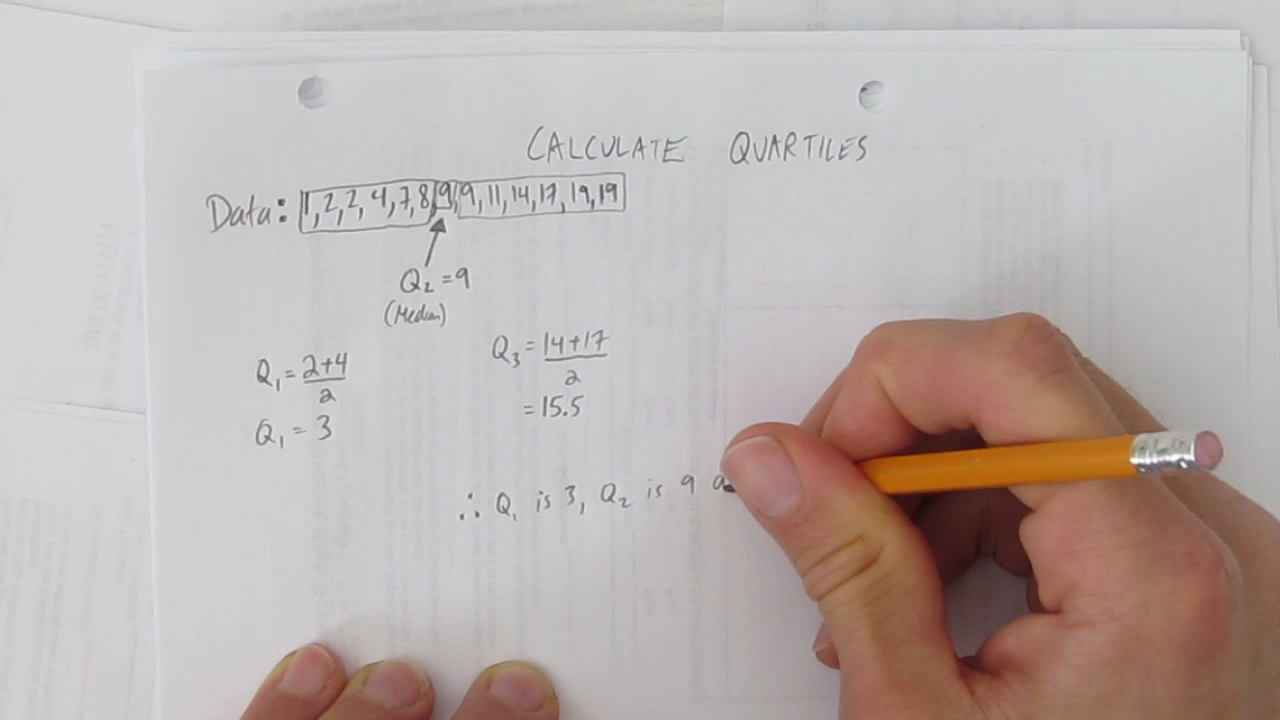 CALCULATE QUARTILES
Data: 1, 2, 2, 4, 7, 8, 9, 9, 11, 14, 17, 19, 19
Q₂ = 9
(Median)
Q₁ = 2+4
2
Q₁ = 3
Q₃ = 14+17
2
= 15.5
∴ Q₁ is 3, Q₂ is 9 a